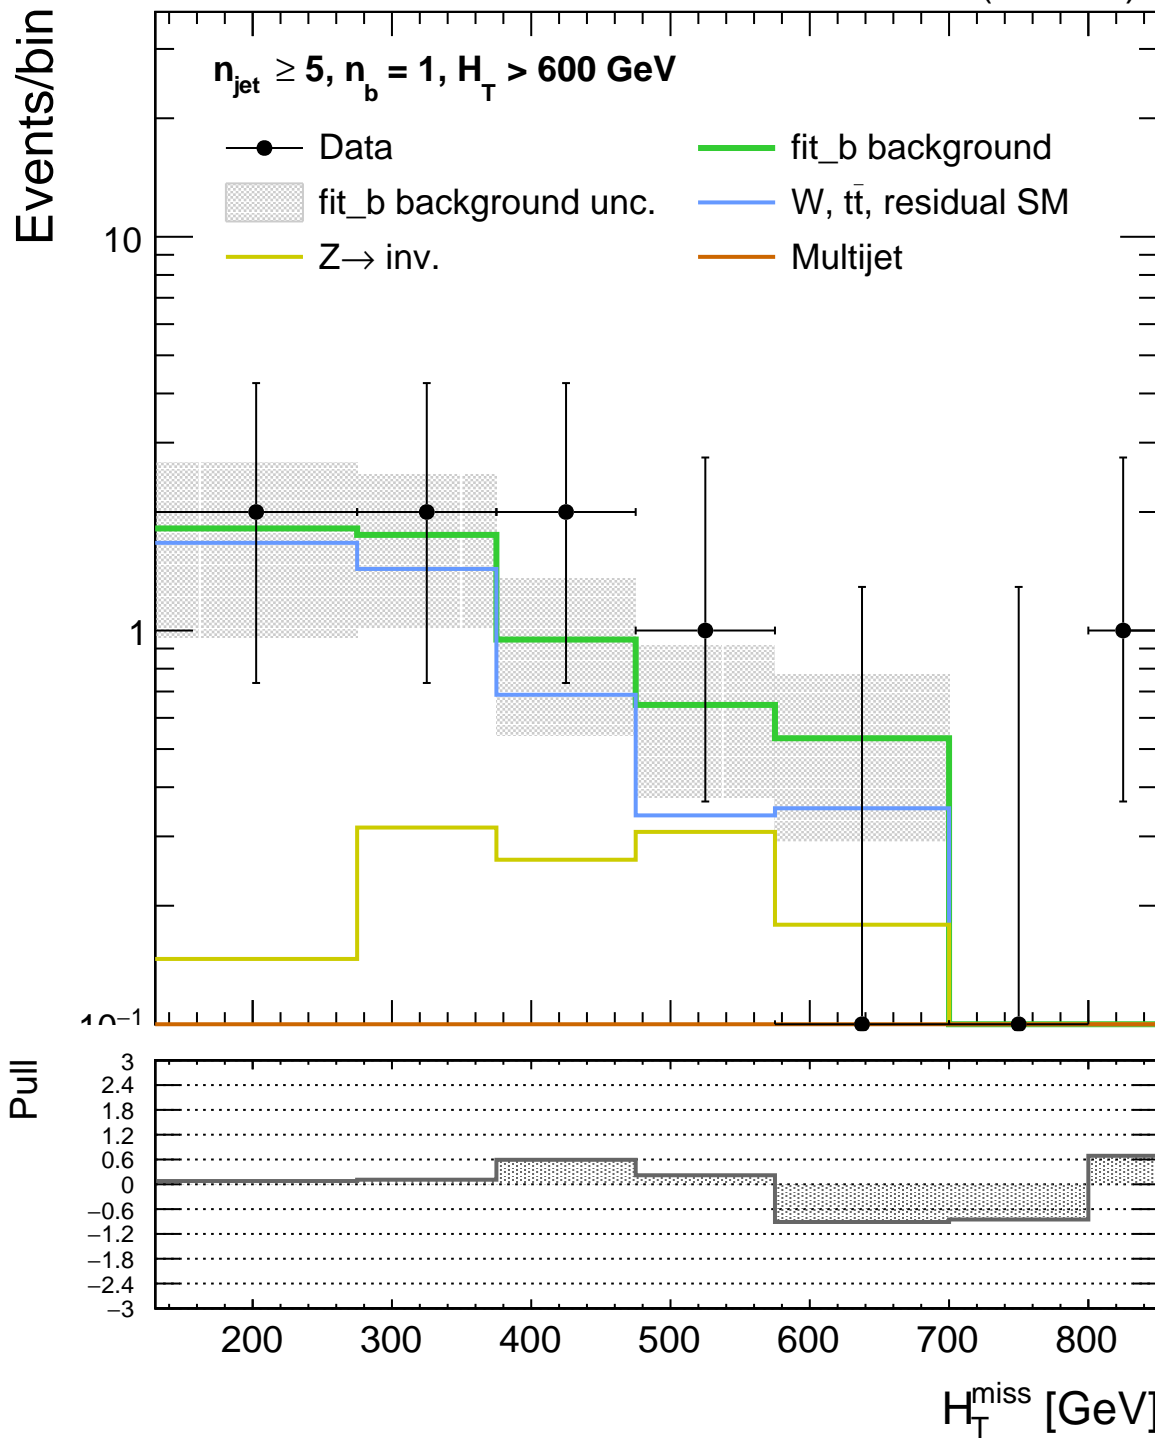 Events/bin
n_jet ≥ 5, n_b = 1, H_T > 600 GeV
Data
fit_b background
fit_b background unc.
W, tt̄, residual SM
Z→ inv.
Multijet
10
1
10⁻¹
Pull
3
2.4
1.8
1.2
0.6
0
−0.6
−1.2
−1.8
−2.4
−3
200 300 400 500 600 700 800
H_T^miss [GeV]